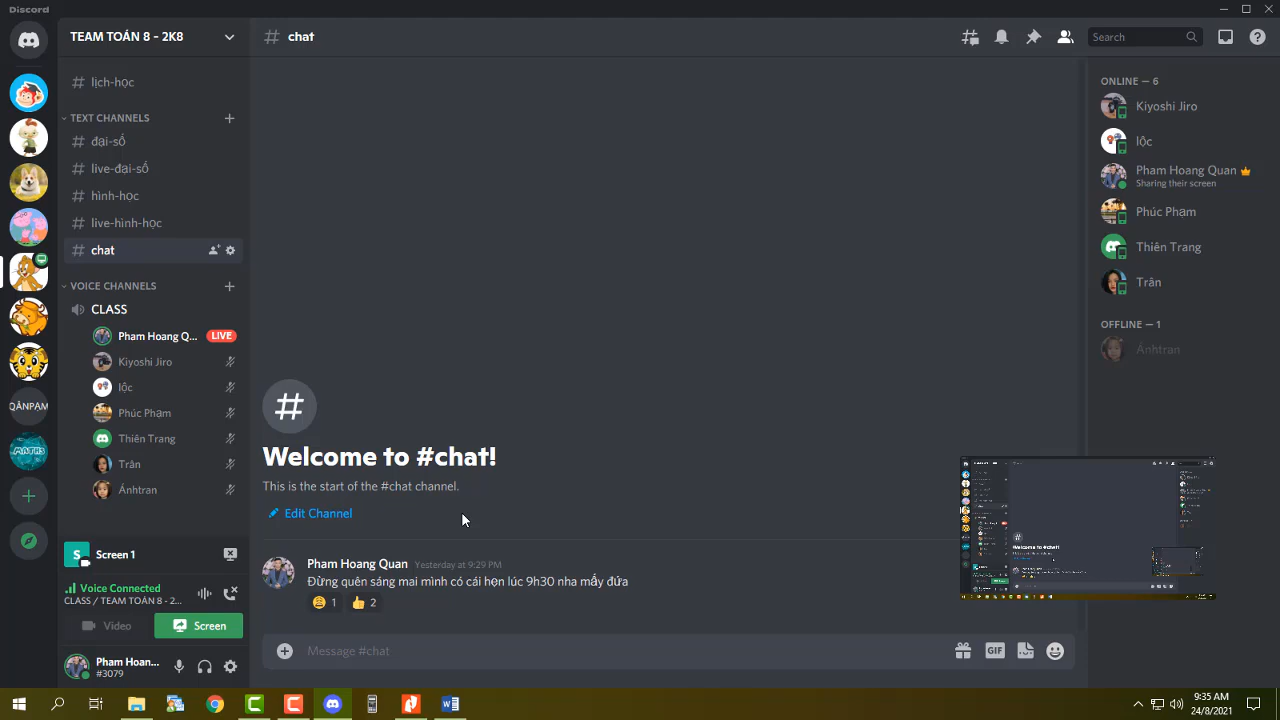 Discord
TEAM TOÁN 8 - 2K8
lịch-học
TEXT CHANNELS
đại-số
live-đại-số
hình-học
live-hình-học
chat
VOICE CHANNELS
CLASS
Pham Hoang Q... LIVE
Kiyoshi Jiro
lộc
Phúc Phạm
Thiên Trang
Trân
Ánhtran
QÂNPẠM
MATHS
S Screen 1
Voice Connected
CLASS / TEAM TOÁN 8 - 2...
Video
Screen
Pham Hoan...
#3079
# chat
Search
# 
Welcome to #chat!
This is the start of the #chat channel.
Edit Channel
Pham Hoang Quan Yesterday at 9:29 PM
Đừng quên sáng mai mình có cái hẹn lúc 9h30 nha mấy đứa
1 2
Message #chat
GIF
ONLINE — 6
Kiyoshi Jiro
lộc
Pham Hoang Quan
Sharing their screen
Phúc Phạm
Thiên Trang
Trân
OFFLINE — 1
Ánhtran
Welcome to #chat!
9:35 AM
24/8/2021